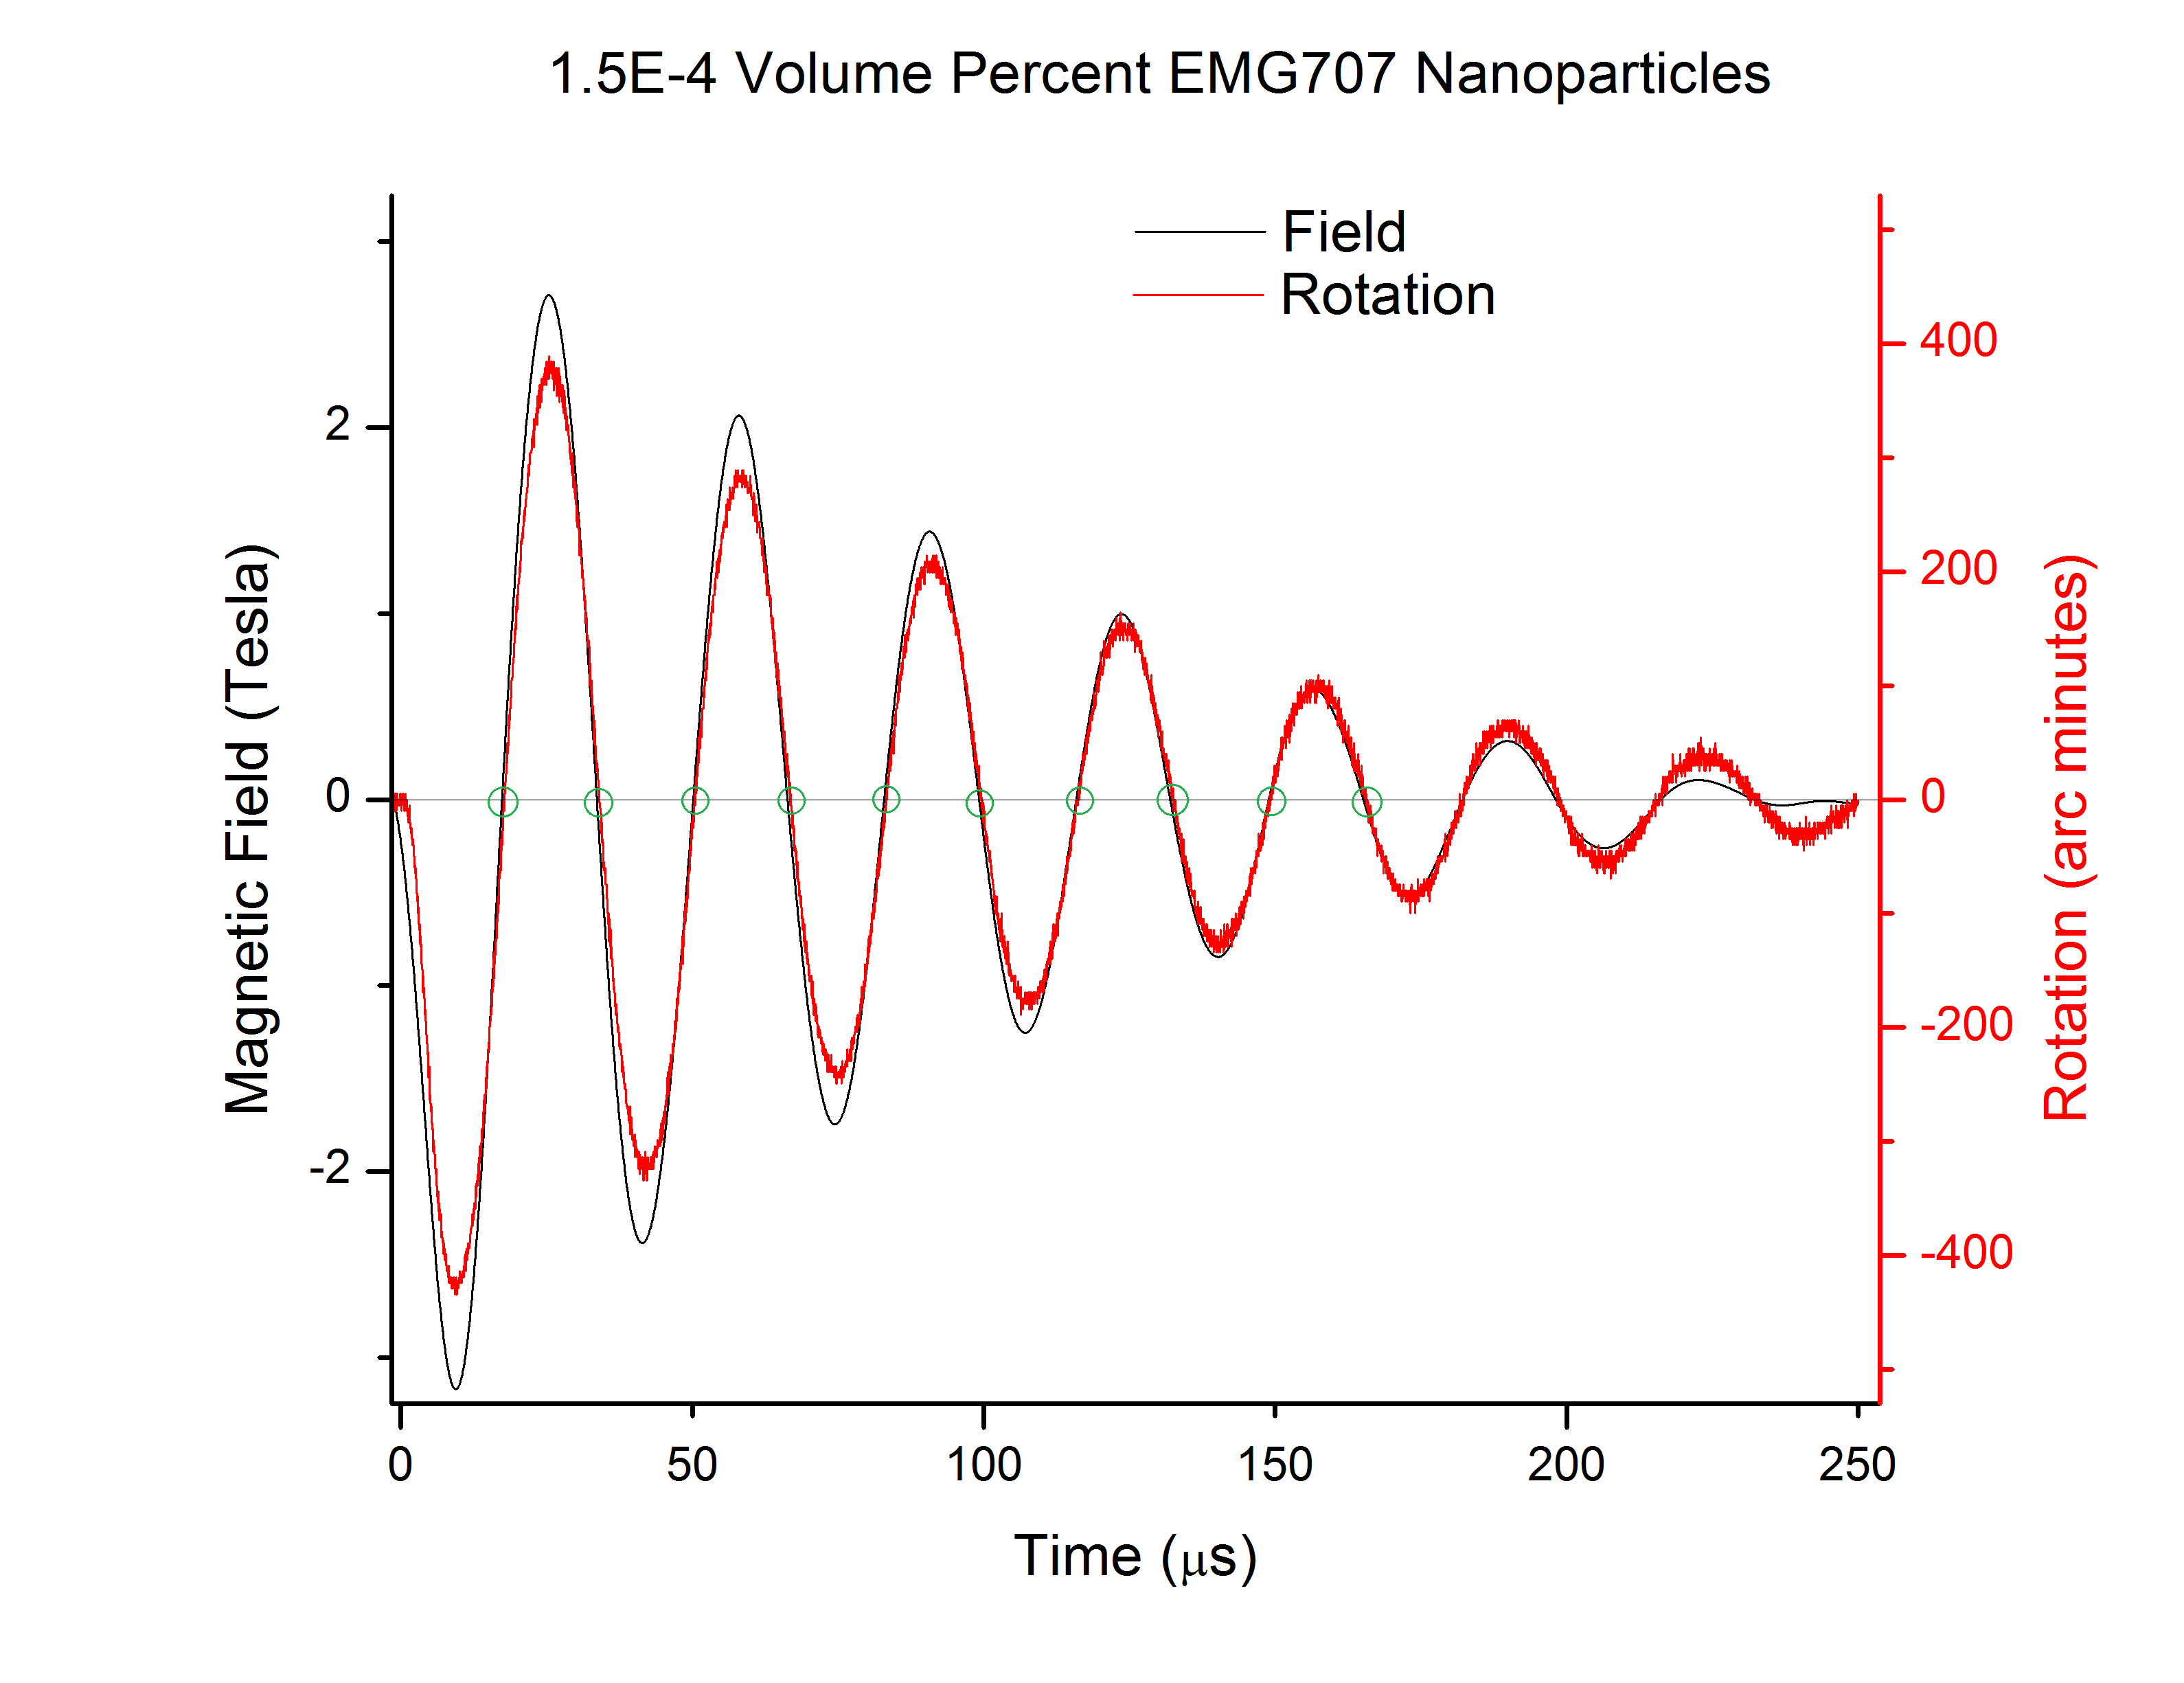 1.5E-4 Volume Percent EMG707 Nanoparticles
Field
Rotation
Magnetic Field (Tesla)
2
0
-2
400
200
0
-200
-400
Rotation (arc minutes)
0 50 100 150 200 250
Time (μs)